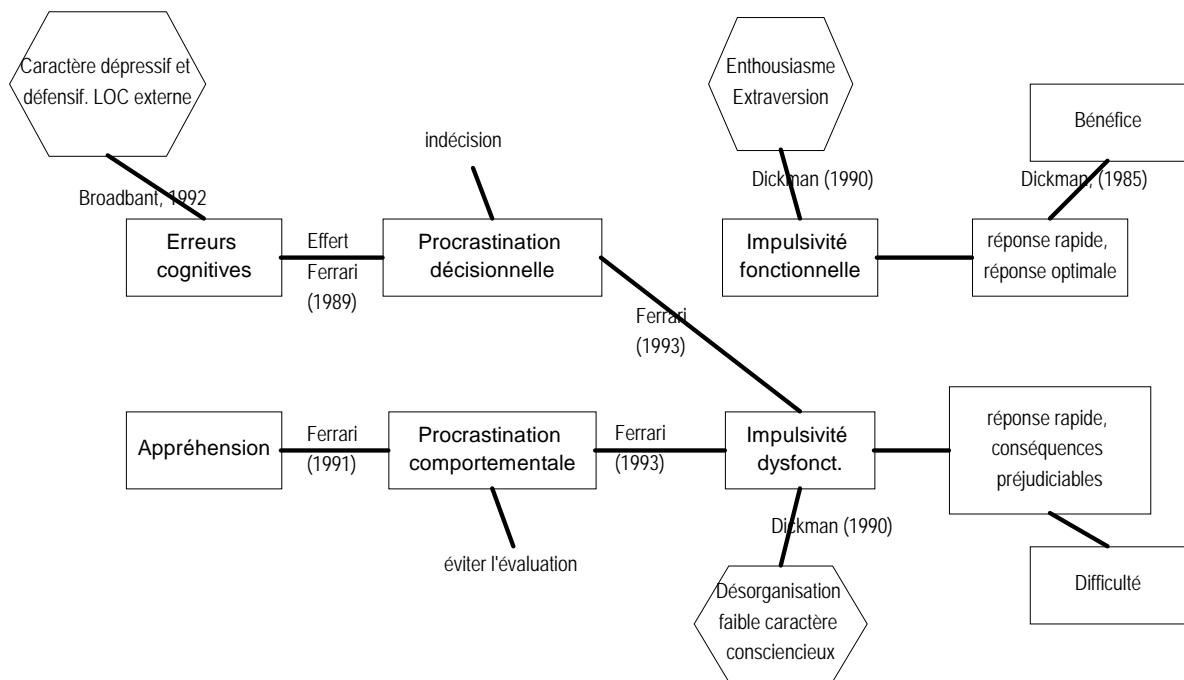 Caractère dépressif et
défensif. LOC externe
Enthousiasme
Extraversion
Bénéfice
indécision
Broadbant, 1992
Dickman (1990)
Dickman, (1985)
Erreurs
cognitives
Effert
Ferrari
(1989)
Procrastination
décisionnelle
Impulsivité
fonctionnelle
réponse rapide,
réponse optimale
Ferrari
(1993)
Appréhension
Ferrari
(1991)
Procrastination
comportementale
Ferrari
(1993)
Impulsivité
dysfonct.
réponse rapide,
conséquences
préjudiciables
Dickman (1990)
éviter l'évaluation
Désorganisation
faible caractère
consciencieux
Difficulté